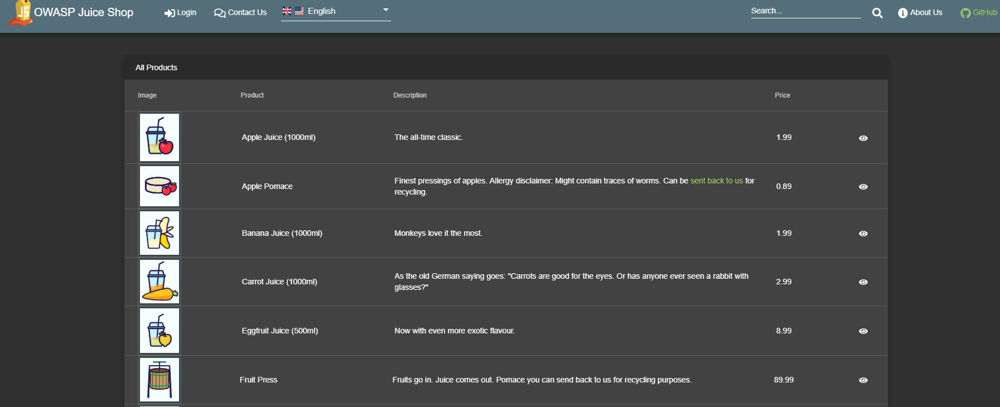 JS
OWASP Juice Shop
Login
Contact Us
English
Search...
About Us
GitHub
All Products
Image Product Description Price
Apple Juice (1000ml) The all-time classic. 1.99
Apple Pomace Finest pressings of apples. Allergy disclaimer: Might contain traces of worms. Can be sent back to us for 0.89
recycling.
Banana Juice (1000ml) Monkeys love it the most. 1.99
Carrot Juice (1000ml) As the old German saying goes: "Carrots are good for the eyes. Or has anyone ever seen a rabbit with 2.99
glasses?"
Eggfruit Juice (500ml) Now with even more exotic flavour. 8.99
Fruit Press Fruits go in. Juice comes out. Pomace you can send back to us for recycling purposes. 89.99